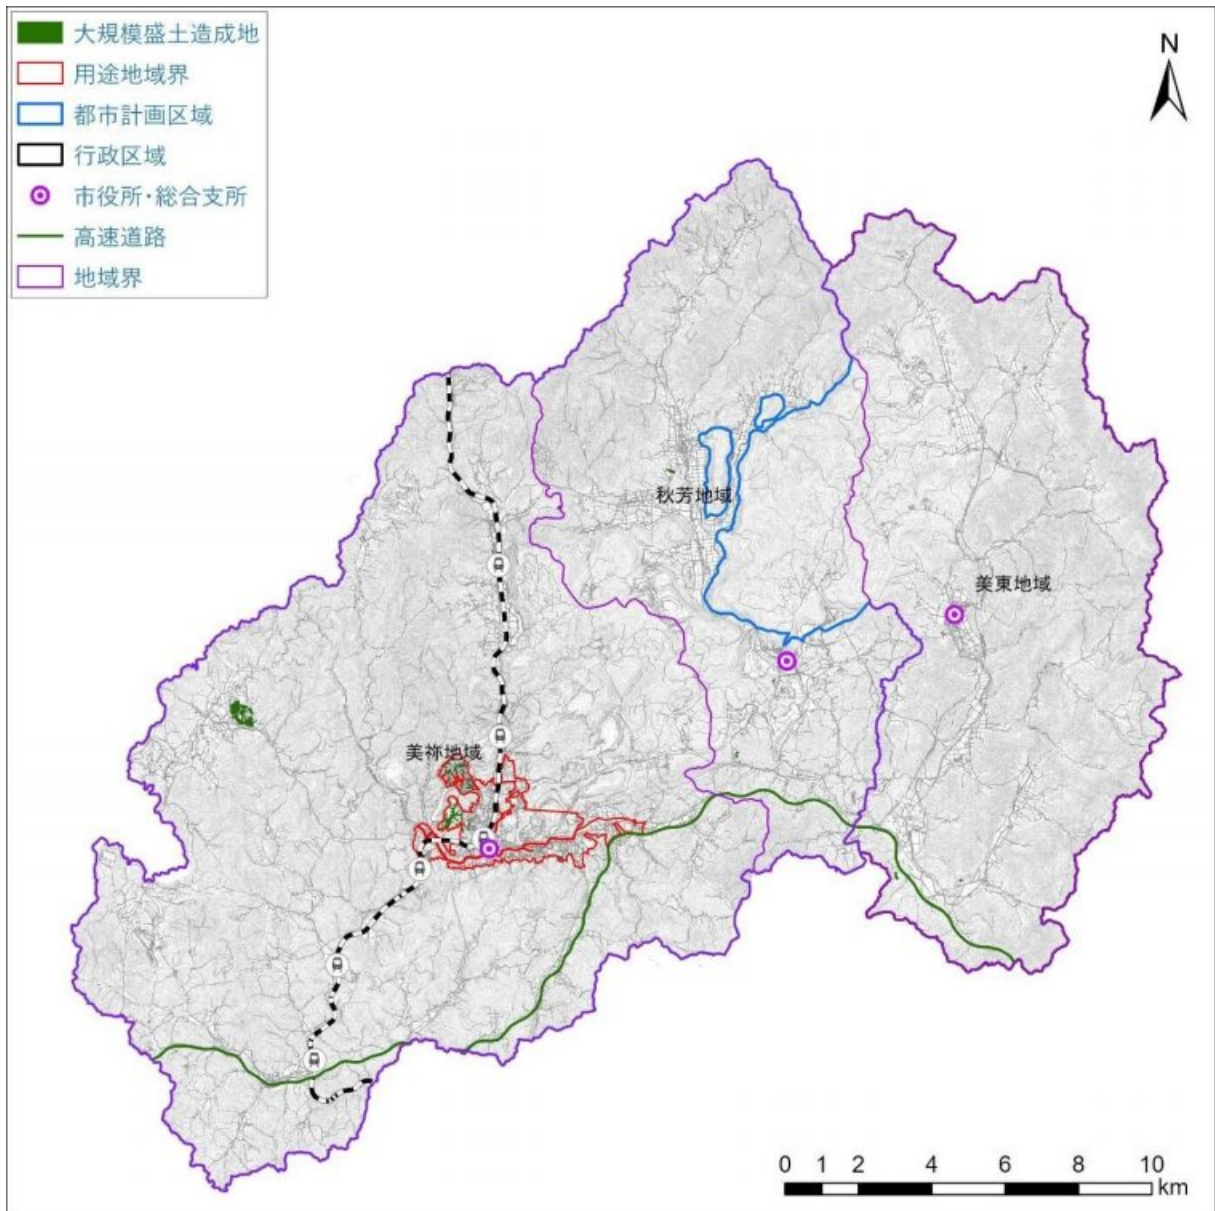 大規模盛土造成地
用途地域界
都市計画区域
行政区域
市役所・総合支所
高速道路
地域界
N
秋芳地域
美東地域
美祢地域
0 1 2 4 6 8 10
km